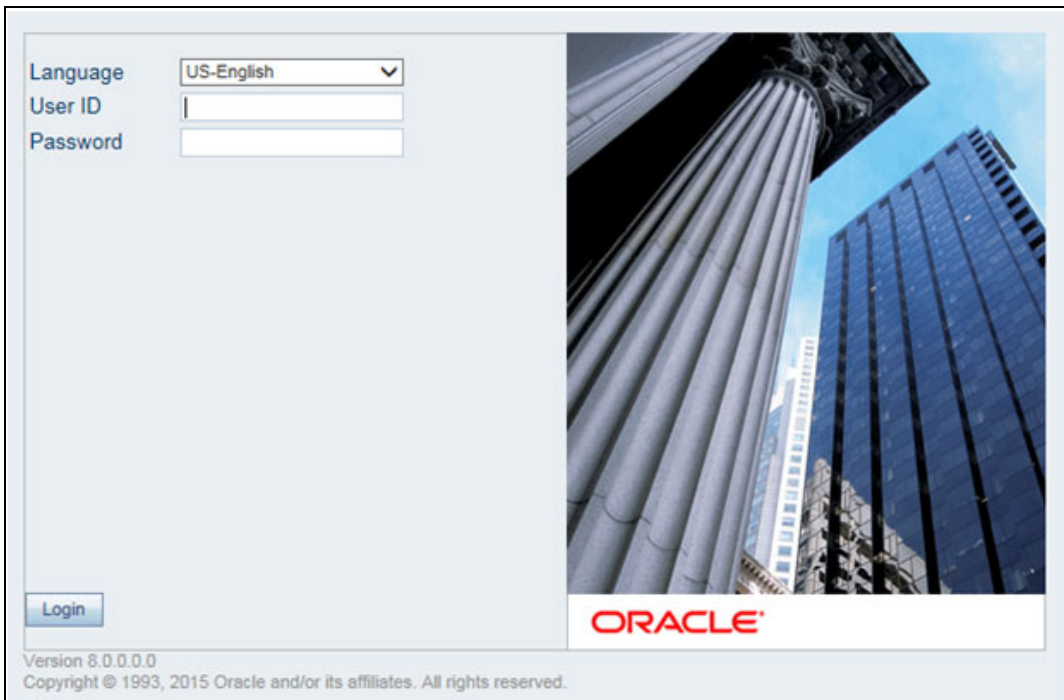 Language US-English
User ID
Password
Login
ORACLE®
Version 8.0.0.0.0
Copyright © 1993, 2015 Oracle and/or its affiliates. All rights reserved.